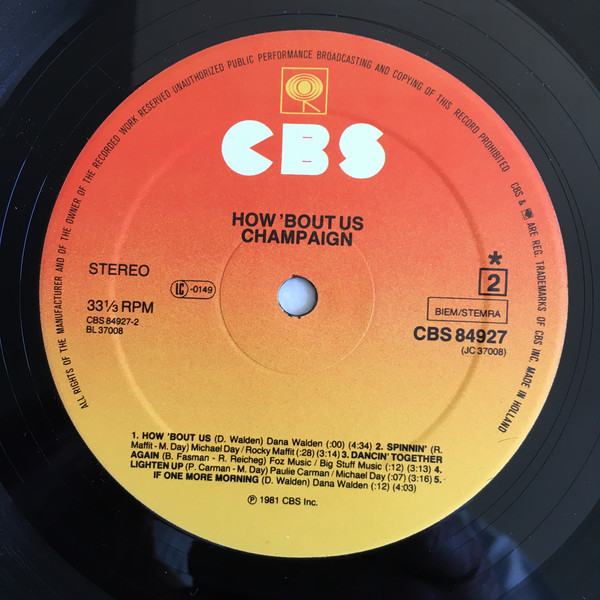 ALL RIGHTS OF THE MANUFACTURER AND OF THE OWNER OF THE RECORDED WORK RESERVED UNAUTHORIZED PUBLIC PERFORMANCE BROADCASTING AND COPYING OF THIS RECORD PROHIBITED
CBS & ARE REG. TRADEMARKS OF CBS INC. MADE IN HOLLAND
CBS
HOW 'BOUT US
CHAMPAIGN
STEREO
LC-0149
*
2
33⅓ RPM
BIEM/STEMRA
CBS 84927-2
CBS 84927
BL 37008
(JC 37008)
1. HOW 'BOUT US (D. Walden) Dana Walden (:00) (4:34) 2. SPINNIN' (R.
Maffit - M. Day) Michael Day / Rocky Maffit (:28) (3:14) 3. DANCIN' TOGETHER
AGAIN (B. Fasman - R. Reicheg) Foz Music / Big Stuff Music (:12) (3:13) 4.
LIGHTEN UP (P. Carman - M. Day) Paulie Carman / Michael Day (:07) (3:16) 5.
IF ONE MORE MORNING (D. Walden) Dana Walden (:12) (4:03)
℗ 1981 CBS Inc.